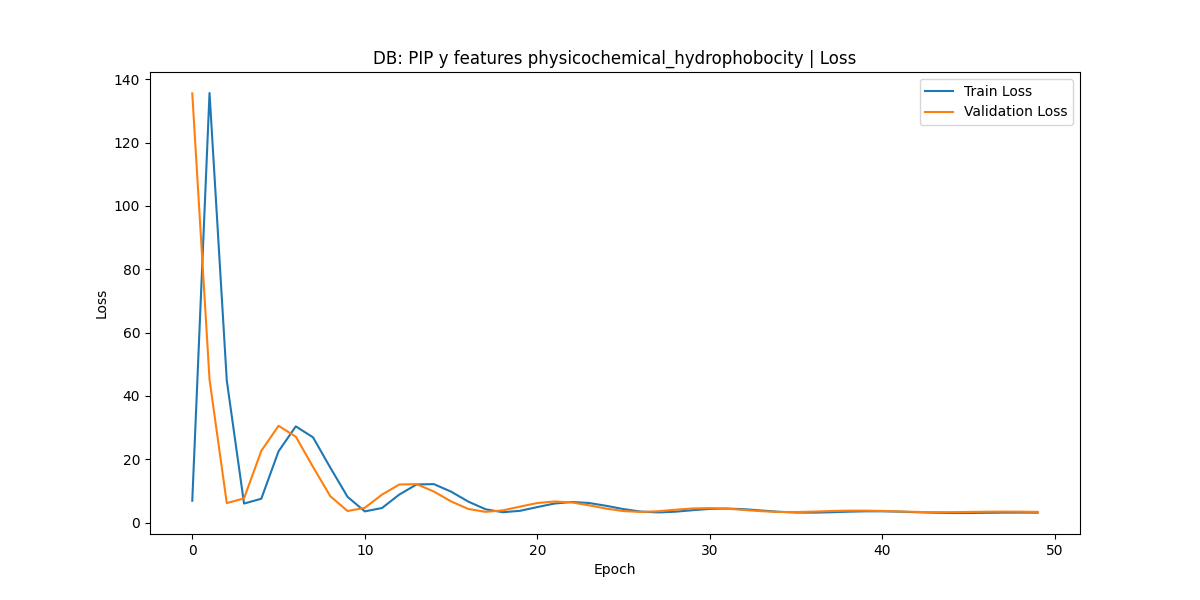 DB: PIP y features physicochemical_hydrophobocity | Loss
140
120
100
80
60
40
20
0
Loss
Train Loss
Validation Loss
0 10 20 30 40 50
Epoch